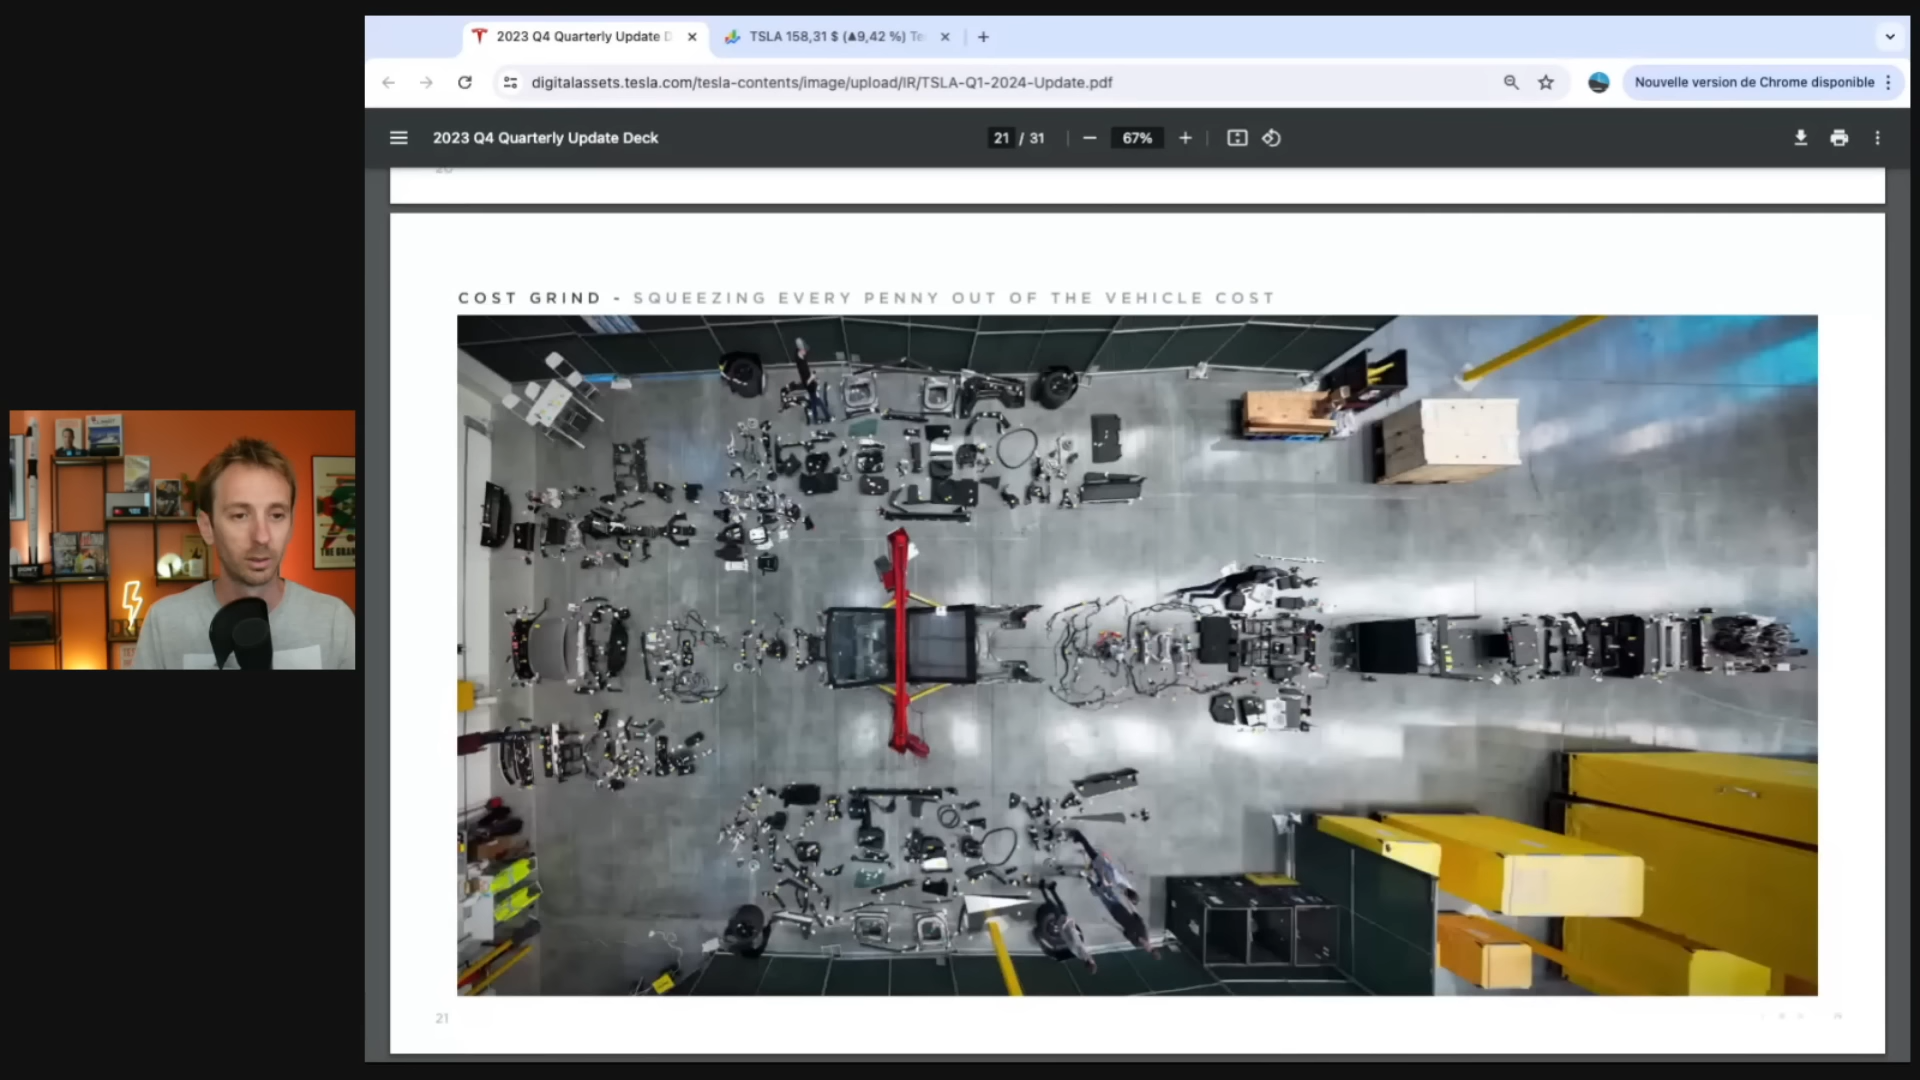 2023 Q4 Quarterly Update D
TSLA 158,31 $ (▲9,42 %) Te
digitalassets.tesla.com/tesla-contents/image/upload/IR/TSLA-Q1-2024-Update.pdf
Nouvelle version de Chrome disponible
2023 Q4 Quarterly Update Deck
21 / 31
67%
20
COST GRIND - SQUEEZING EVERY PENNY OUT OF THE VEHICLE COST
21